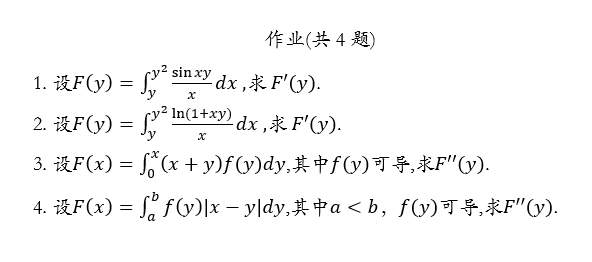 作业(共 4 题)
1. 设F(y) = ∫_y^{y²} \frac{sin xy}{x} dx ,求 F′(y).
2. 设F(y) = ∫_y^{y²} \frac{ln(1+xy)}{x} dx ,求 F′(y).
3. 设F(x) = ∫_0^x (x + y)f(y)dy,其中f(y)可导,求F′′(y).
4. 设F(x) = ∫_a^b f(y)|x − y|dy,其中a < b，f(y)可导,求F′′(y).